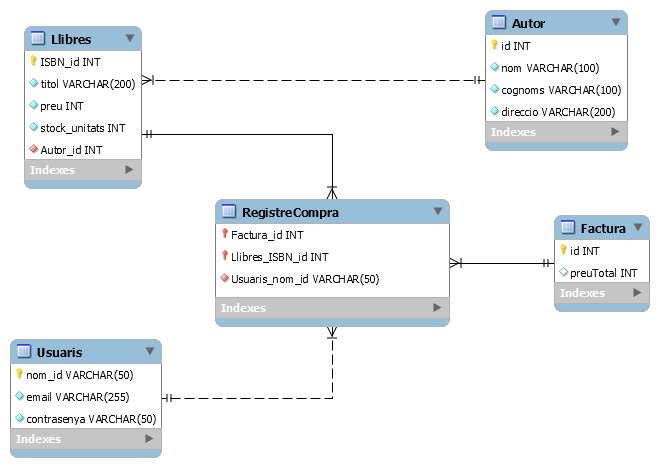 Llibres
ISBN_id INT
titol VARCHAR(200)
preu INT
stock_unitats INT
Autor_id INT
Indexes
Autor
id INT
nom VARCHAR(100)
cognoms VARCHAR(100)
direccio VARCHAR(200)
Indexes
RegistreCompra
Factura_id INT
Llibres_ISBN_id INT
Usuaris_nom_id VARCHAR(50)
Indexes
Factura
id INT
preuTotal INT
Indexes
Usuaris
nom_id VARCHAR(50)
email VARCHAR(255)
contrasenya VARCHAR(50)
Indexes